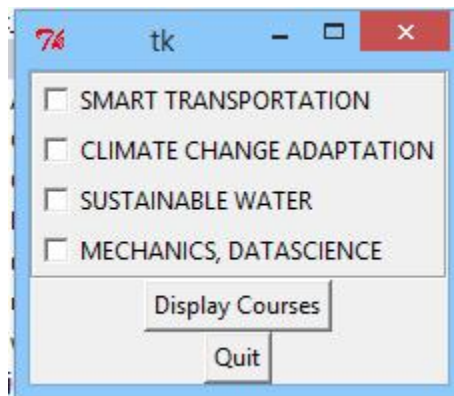 tk
SMART TRANSPORTATION
CLIMATE CHANGE ADAPTATION
SUSTAINABLE WATER
MECHANICS, DATASCIENCE
Display Courses
Quit